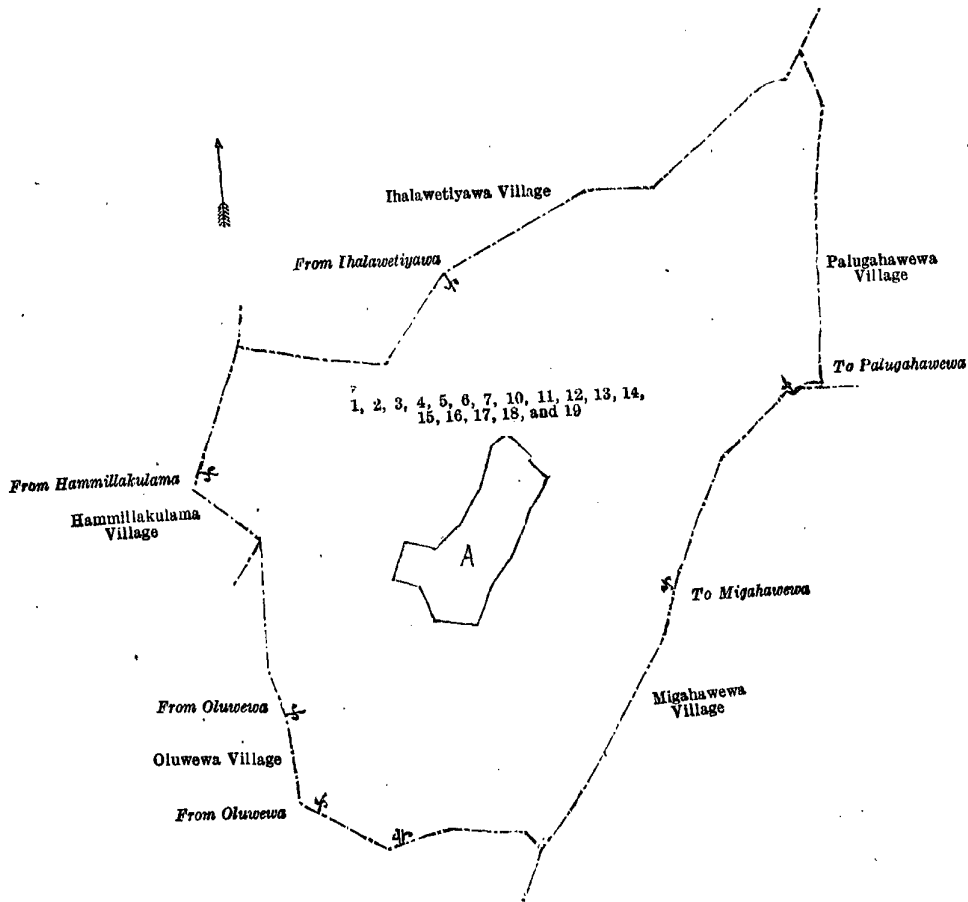 Ihalawetiyawa Village
From Ihalawetiyawa
Palugahawewa
Village
To Palugahawewa
1, 2, 3, 4, 5, 6, 7, 10, 11, 12, 13, 14,
15, 16, 17, 18, and 19
From Hammillakulama
Hammillakulama
Village
A
To Migahawewa
From Oluwewa
Migahawewa
Village
Oluwewa Village
From Oluwewa